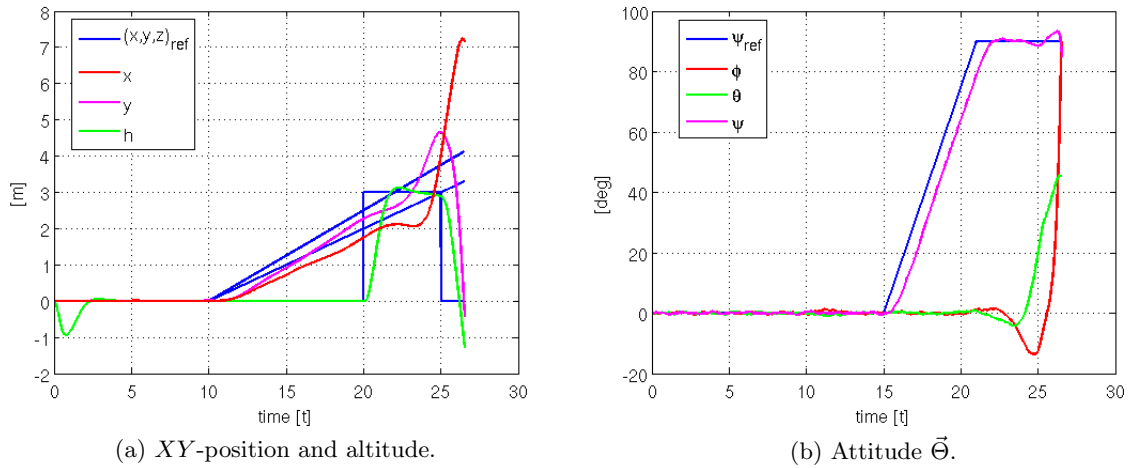 8
7
6
5
4
3
2
1
0
-1
-2
[m]
(x,y,z)ref
x
y
h
0 5 10 15 20 25 30
time [t]
(a) XY-position and altitude.
100
80
60
40
20
0
-20
[deg]
Ψref
ϕ
θ
ψ
0 5 10 15 20 25 30
time [t]
(b) Attitude Θ⃗.